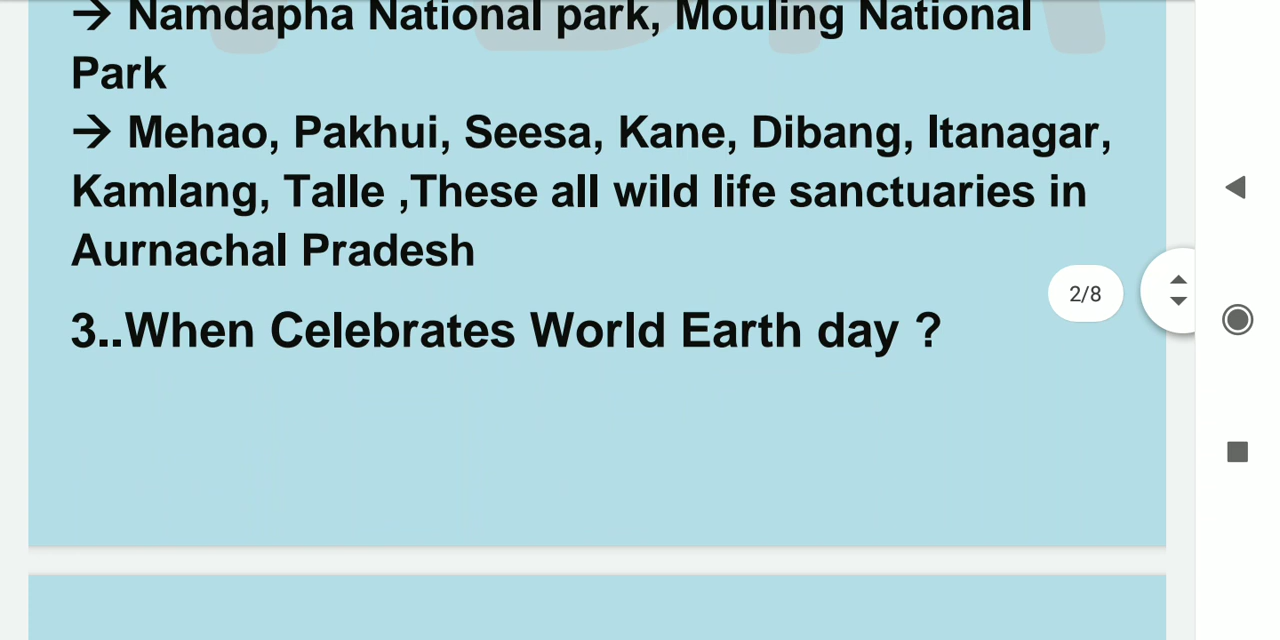 → Namdapha National park, Mouling National
Park
→ Mehao, Pakhui, Seesa, Kane, Dibang, Itanagar,
Kamlang, Talle ,These all wild life sanctuaries in
Aurnachal Pradesh
2/8
3..When Celebrates World Earth day ?